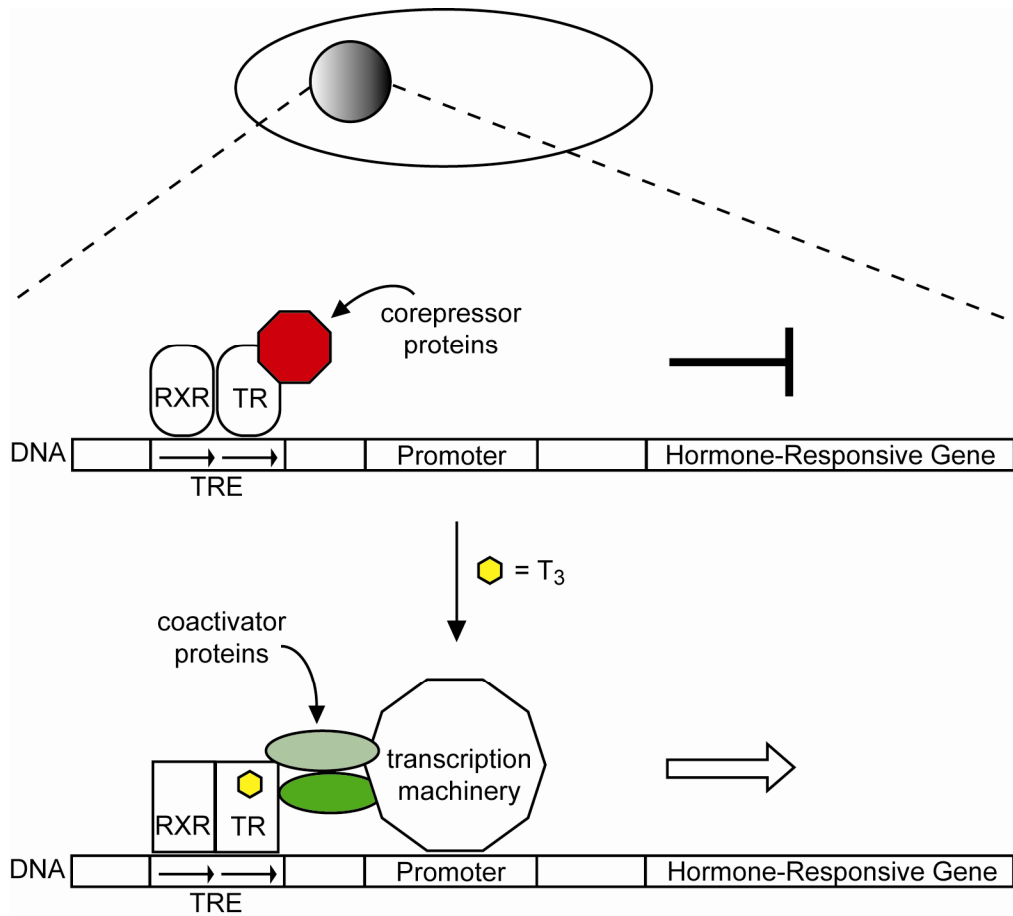 corepressor
proteins
RXR TR
DNA Promoter Hormone-Responsive Gene
TRE
= T₃
coactivator
proteins
transcription
machinery
RXR TR
DNA Promoter Hormone-Responsive Gene
TRE